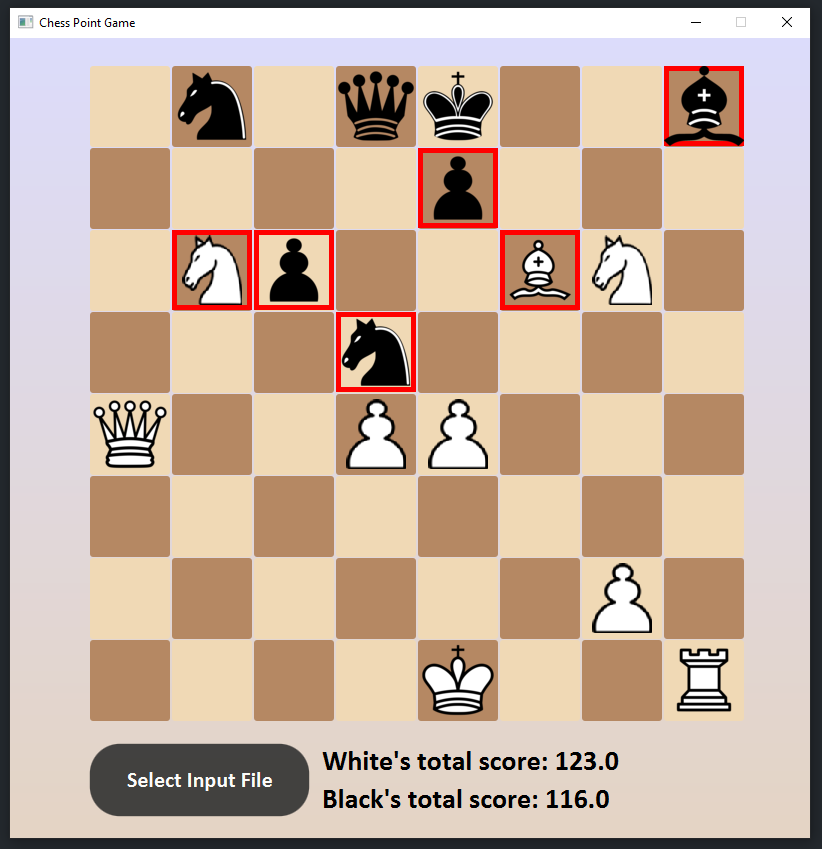 Chess Point Game
Select Input File
White's total score: 123.0
Black's total score: 116.0